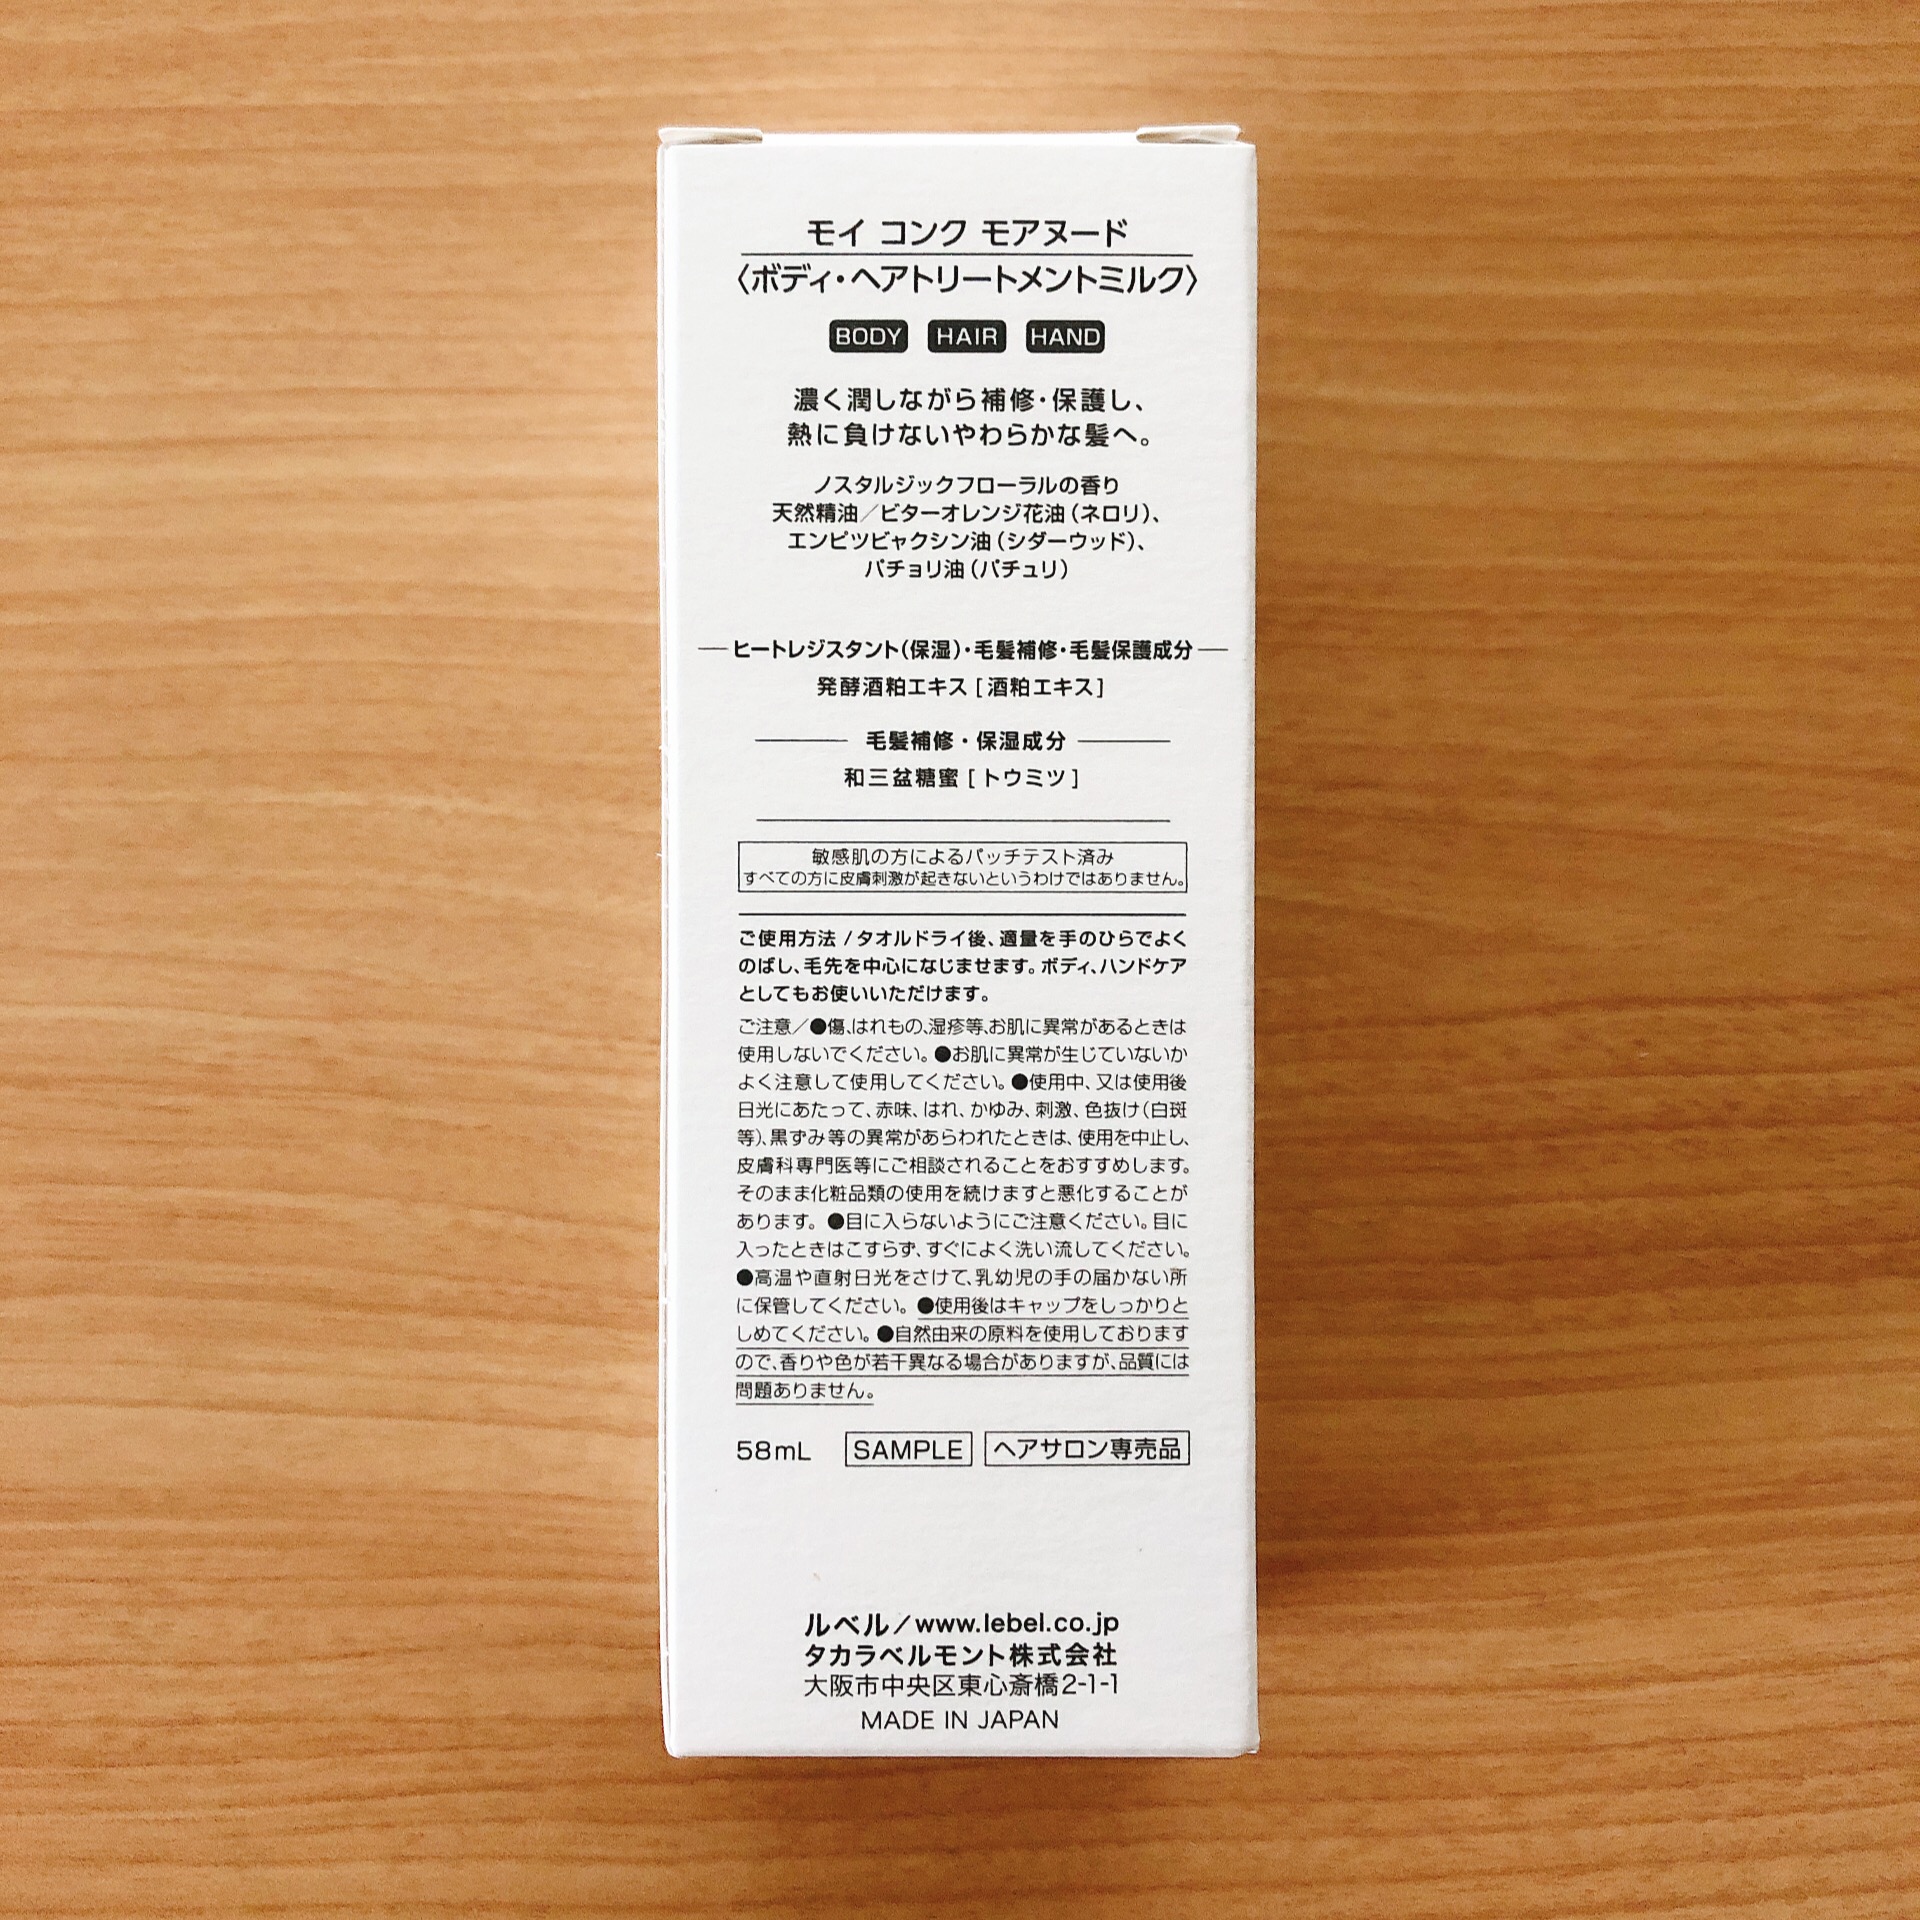 モイ コンク モアヌード
〈ボディ・ヘアトリートメントミルク〉
BODY HAIR HAND
濃く潤しながら補修・保護し、
熱に負けないやわらかな髪へ。
ノスタルジックフローラルの香り
天然精油／ビターオレンジ花油（ネロリ）、
エンピツビャクシン油（シダーウッド）、
パチョリ油（パチュリ）
ヒートレジスタント（保湿）・毛髪補修・毛髪保護成分
発酵酒粕エキス [ 酒粕エキス ]
毛髪補修・保湿成分
和三盆糖蜜 [ トウミツ ]
敏感肌の方によるパッチテスト済み
すべての方に皮膚刺激が起きないというわけではありません。
ご使用方法 / タオルドライ後、適量を手のひらでよく
のばし、毛先を中心になじませます。ボディ、ハンドケア
としてもお使いいただけます。
ご注意／●傷、はれもの、湿疹等、お肌に異常があるときは
使用しないでください。●お肌に異常が生じていないか
よく注意して使用してください。●使用中、又は使用後
日光にあたって、赤味、はれ、かゆみ、刺激、色抜け（白斑
等）、黒ずみ等の異常があらわれたときは、使用を中止し、
皮膚科専門医等にご相談されることをおすすめします。
そのまま化粧品類の使用を続けますと悪化することが
あります。●目に入らないようにご注意ください。目に
入ったときはこすらず、すぐによく洗い流してください。
●高温や直射日光をさけて、乳幼児の手の届かない所
に保管してください。●使用後はキャップをしっかりと
しめてください。●自然由来の原料を使用しております
ので、香りや色が若干異なる場合がありますが、品質には
問題ありません。
58mL SAMPLE ヘアサロン専売品
ルベル／www.lebel.co.jp
タカラベルモント株式会社
大阪市中央区東心斎橋2-1-1
MADE IN JAPAN